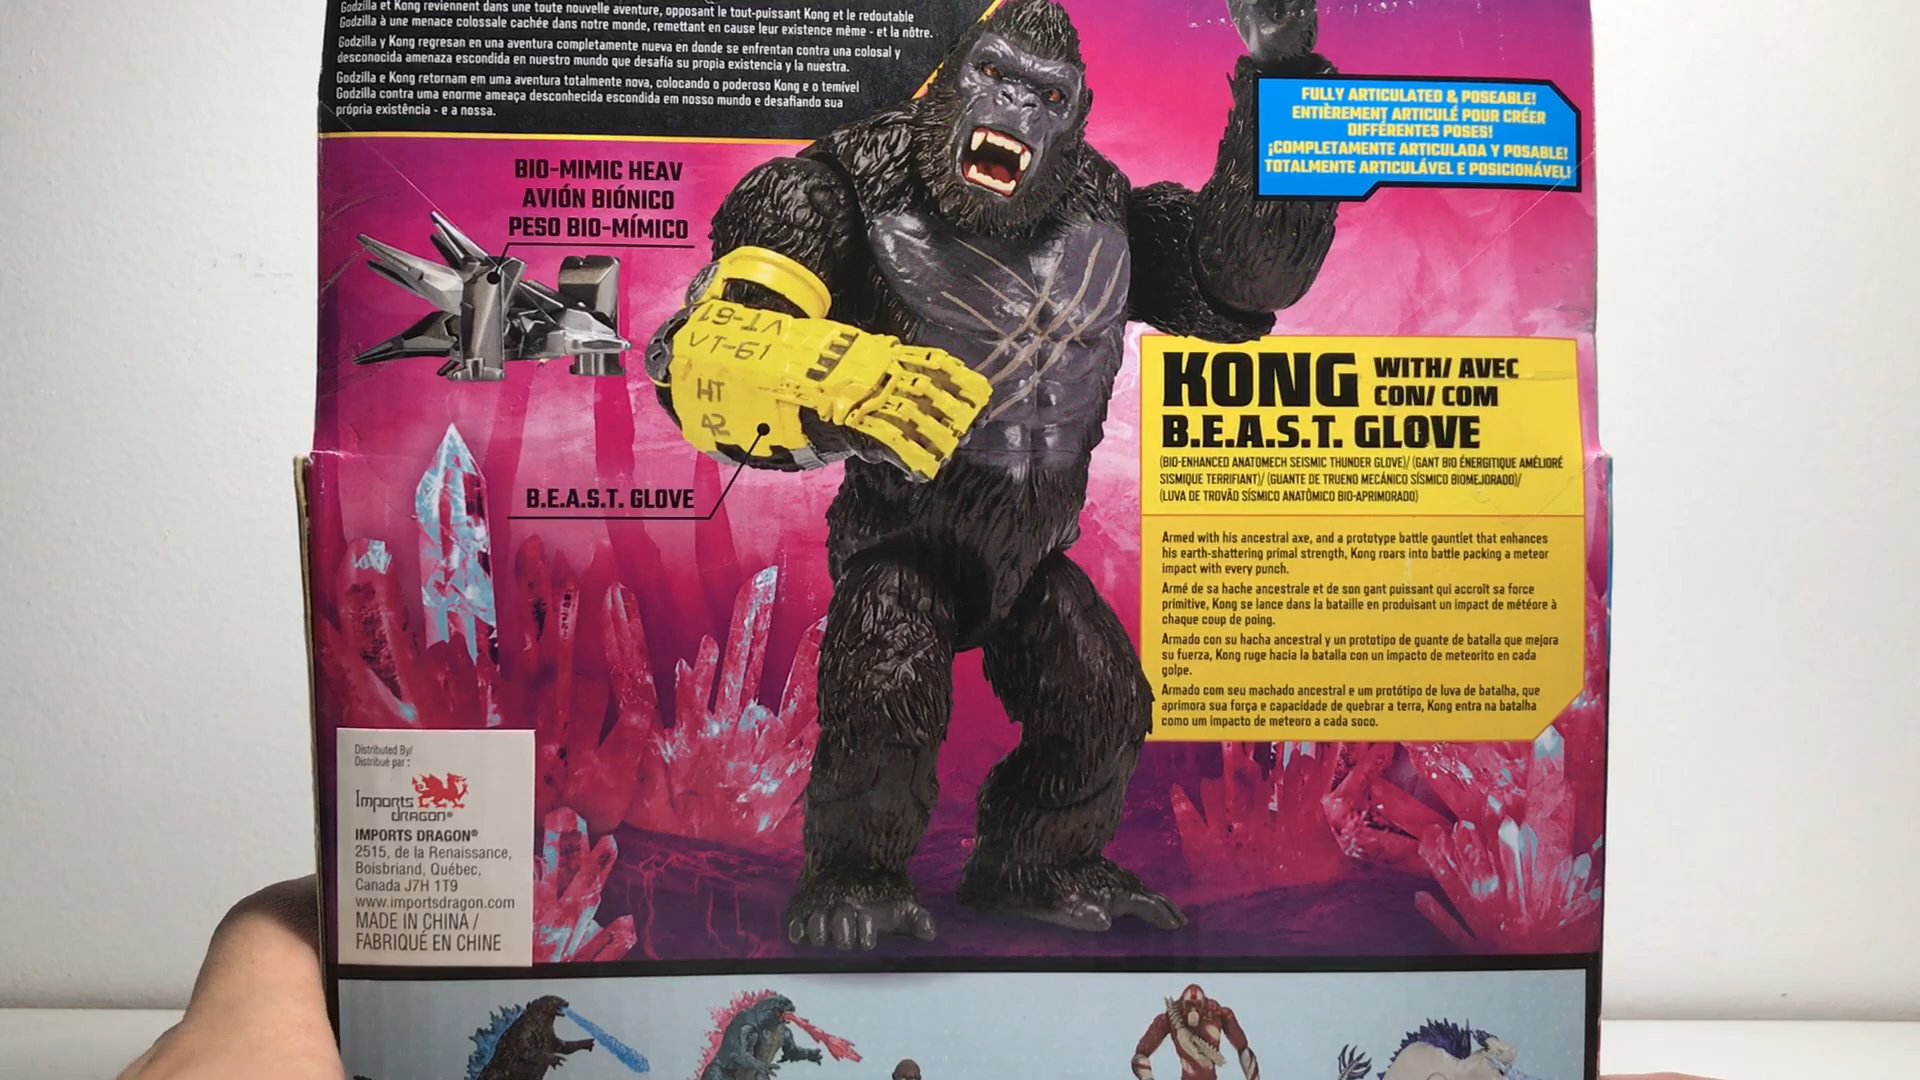 Godzilla et Kong reviennent dans une toute nouvelle aventure, opposant le tout-puissant Kong et le redoutable
Godzilla à une menace colossale cachée dans notre monde, remettant en cause leur existence même - et la nôtre.
Godzilla y Kong regresan en una aventura completamente nueva en donde se enfrentan contra una colosal y
desconocida amenaza escondida en nuestro mundo que desafía su propia existencia y la nuestra.
Godzilla e Kong retornam em uma aventura totalmente nova, colocando o poderoso Kong e o temível
Godzilla contra uma enorme ameaça desconhecida escondida em nosso mundo e desafiando sua
própria existência - e a nossa.
FULLY ARTICULATED & POSEABLE!
ENTIÈREMENT ARTICULÉ POUR CRÉER
DIFFÉRENTES POSES!
¡COMPLETAMENTE ARTICULADA Y POSABLE!
TOTALMENTE ARTICULÁVEL E POSICIONÁVEL!
BIO-MIMIC HEAV
AVIÓN BIÓNICO
PESO BIO-MÍMICO
19-TV
VT-61
HT
42
B.E.A.S.T. GLOVE
KONG WITH/ AVEC
CON/ COM
B.E.A.S.T. GLOVE
(BIO-ENHANCED ANATOMECH SEISMIC THUNDER GLOVE)/ (GANT BIO ÉNERGITIQUE AMÉLIORÉ
SISMIQUE TERRIFIANT)/ (GUANTE DE TRUENO MECÁNICO SÍSMICO BIOMEJORADO)/
(LUVA DE TROVÃO SÍSMICO ANATÔMICO BIO-APRIMORADO)
Armed with his ancestral axe, and a prototype battle gauntlet that enhances
his earth-shattering primal strength, Kong roars into battle packing a meteor
impact with every punch.
Armé de sa hache ancestrale et de son gant puissant qui accroît sa force
primitive, Kong se lance dans la bataille en produisant un impact de météore à
chaque coup de poing.
Armado con su hacha ancestral y un prototipo de guante de batalla que mejora
su fuerza, Kong ruge hacia la batalla con un impacto de meteorito en cada
golpe.
Armado com seu machado ancestral e um protótipo de luva de batalha, que
aprimora sua força e capacidade de quebrar a terra, Kong entra na batalha
como um impacto de meteoro a cada soco.
Distributed By/
Distribué par :
Imports
DRAGON®
IMPORTS DRAGON®
2515, de la Renaissance,
Boisbriand, Québec,
Canada J7H 1T9
www.importsdragon.com
MADE IN CHINA /
FABRIQUÉ EN CHINE